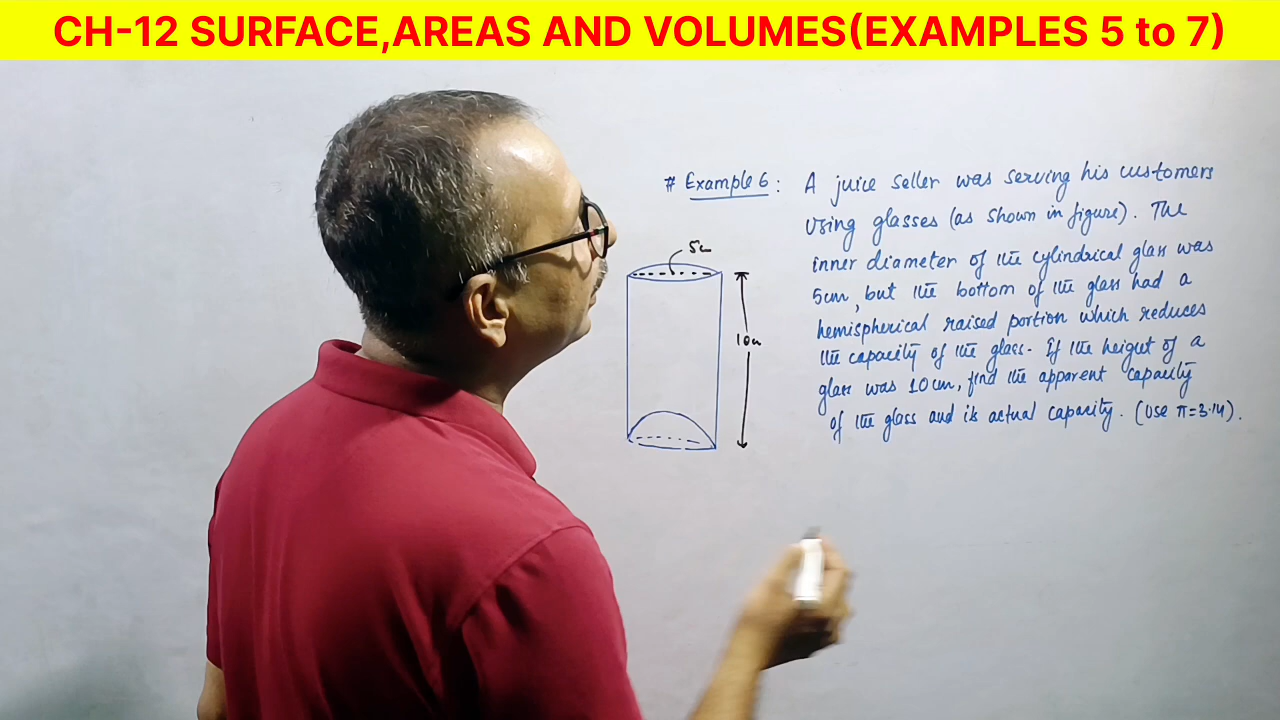 CH-12 SURFACE,AREAS AND VOLUMES(EXAMPLES 5 to 7)
# Example 6 : A juice seller was serving his customers
using glasses (as shown in figure). The
inner diameter of the cylindrical glass was
5cm, but the bottom of the glass had a
hemispherical raised portion which reduces
the capacity of the glass. If the height of a
glass was 10cm, find the apparent capacity
of the glass and its actual capacity. (Use π=3.14).
5cm
10cm